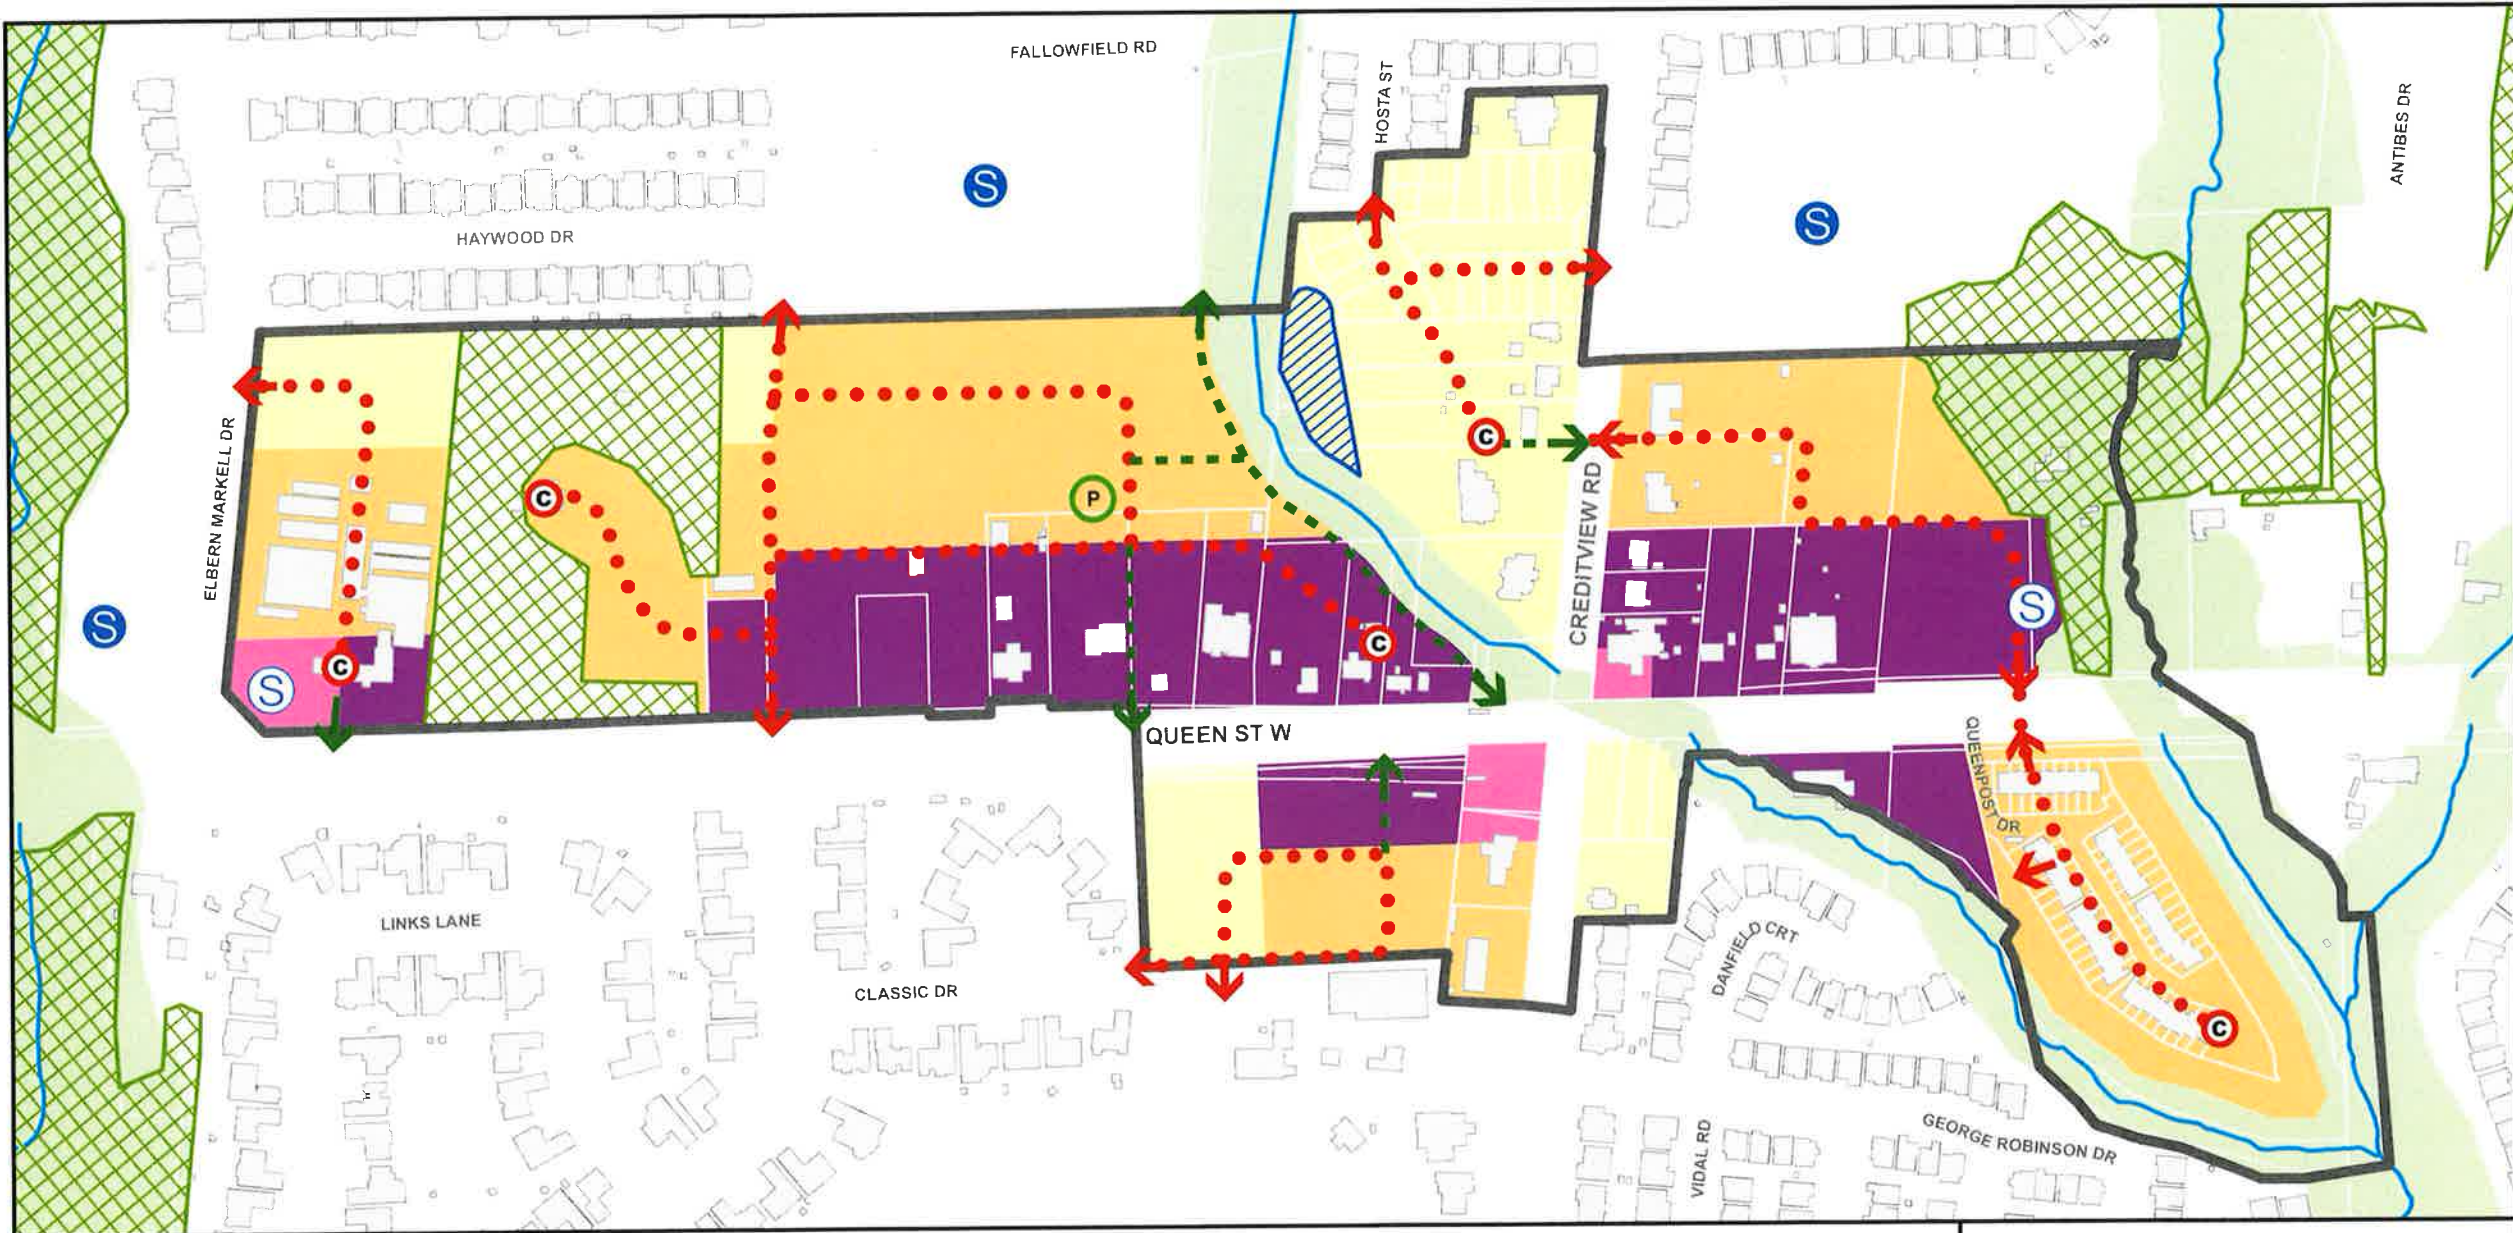 FALLOWFIELD RD
HOSTA ST
ANTIBES DR
S
S
HAYWOOD DR
ELBERN MARKELL DR
C
C
P
CREDITVIEW RD
S
S
C
S
C
QUEEN ST W
QUEENPOST DR
LINKS LANE
CLASSIC DR
DANFIELD CRT
C
VIDAL RD
GEORGE ROBINSON DR